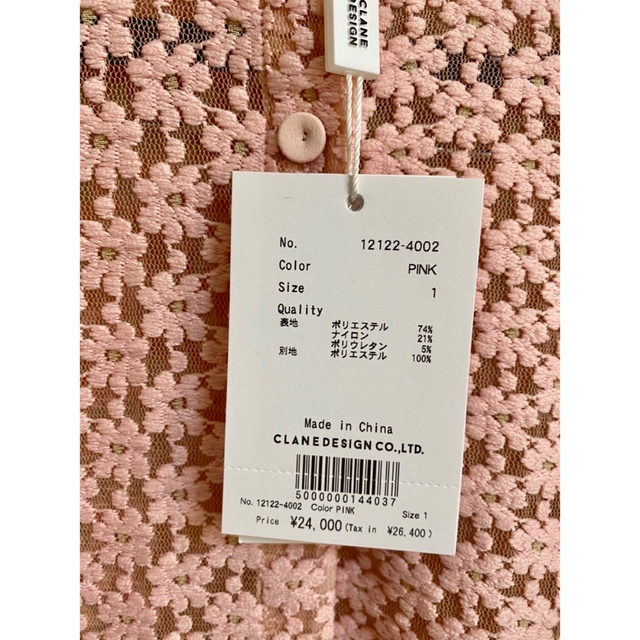 CLANE
DESIGN
No. 12122-4002
Color PINK
Size 1
Quality
表地 ポリエステル 74%
ナイロン 21%
ポリウレタン 5%
別地 ポリエステル 100%
Made in China
CLANEDESIGN CO.,LTD.
5000000144037
No. 12122-4002 Color PINK Size 1
Price ¥24,000(Tax in ¥26,400)